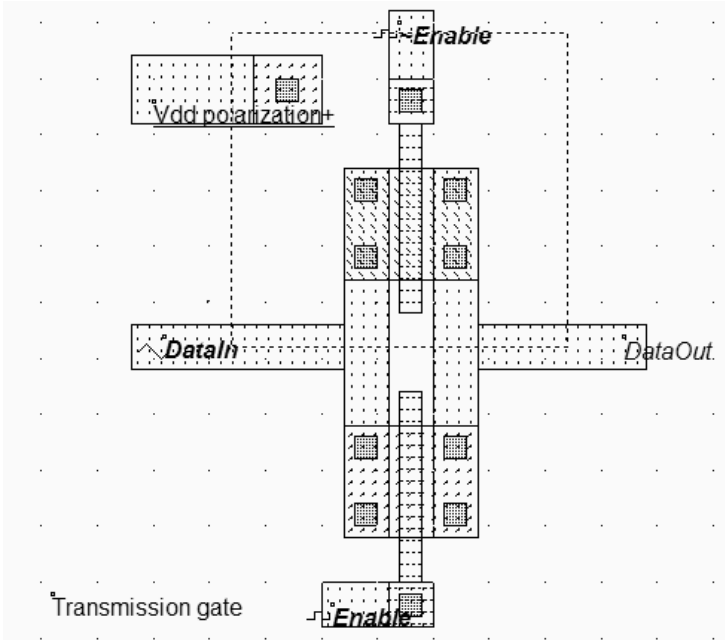 ~Enable
Vdd polarization+
DataIn
DataOut
Transmission gate
Enable